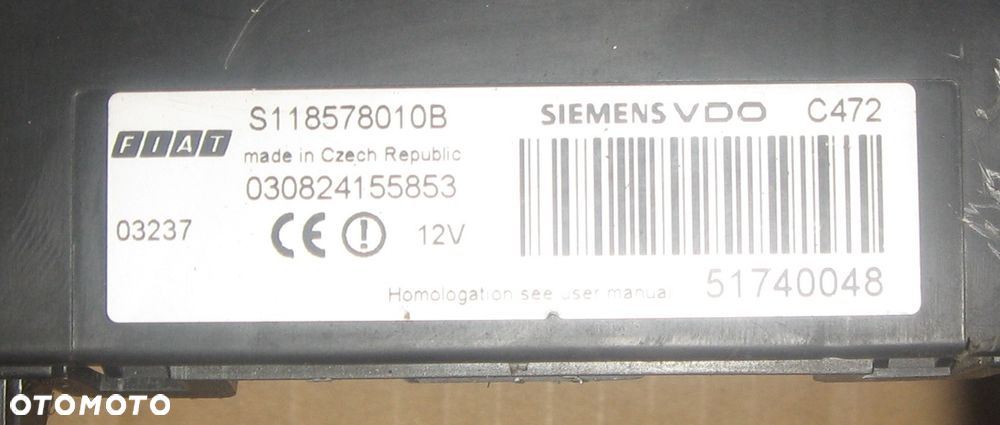 S118578010B
SIEMENS VDO C472
FIAT
made in Czech Republic
030824155853
03237
CE
12V
Homologation see user manual
51740048
OTOMOTO